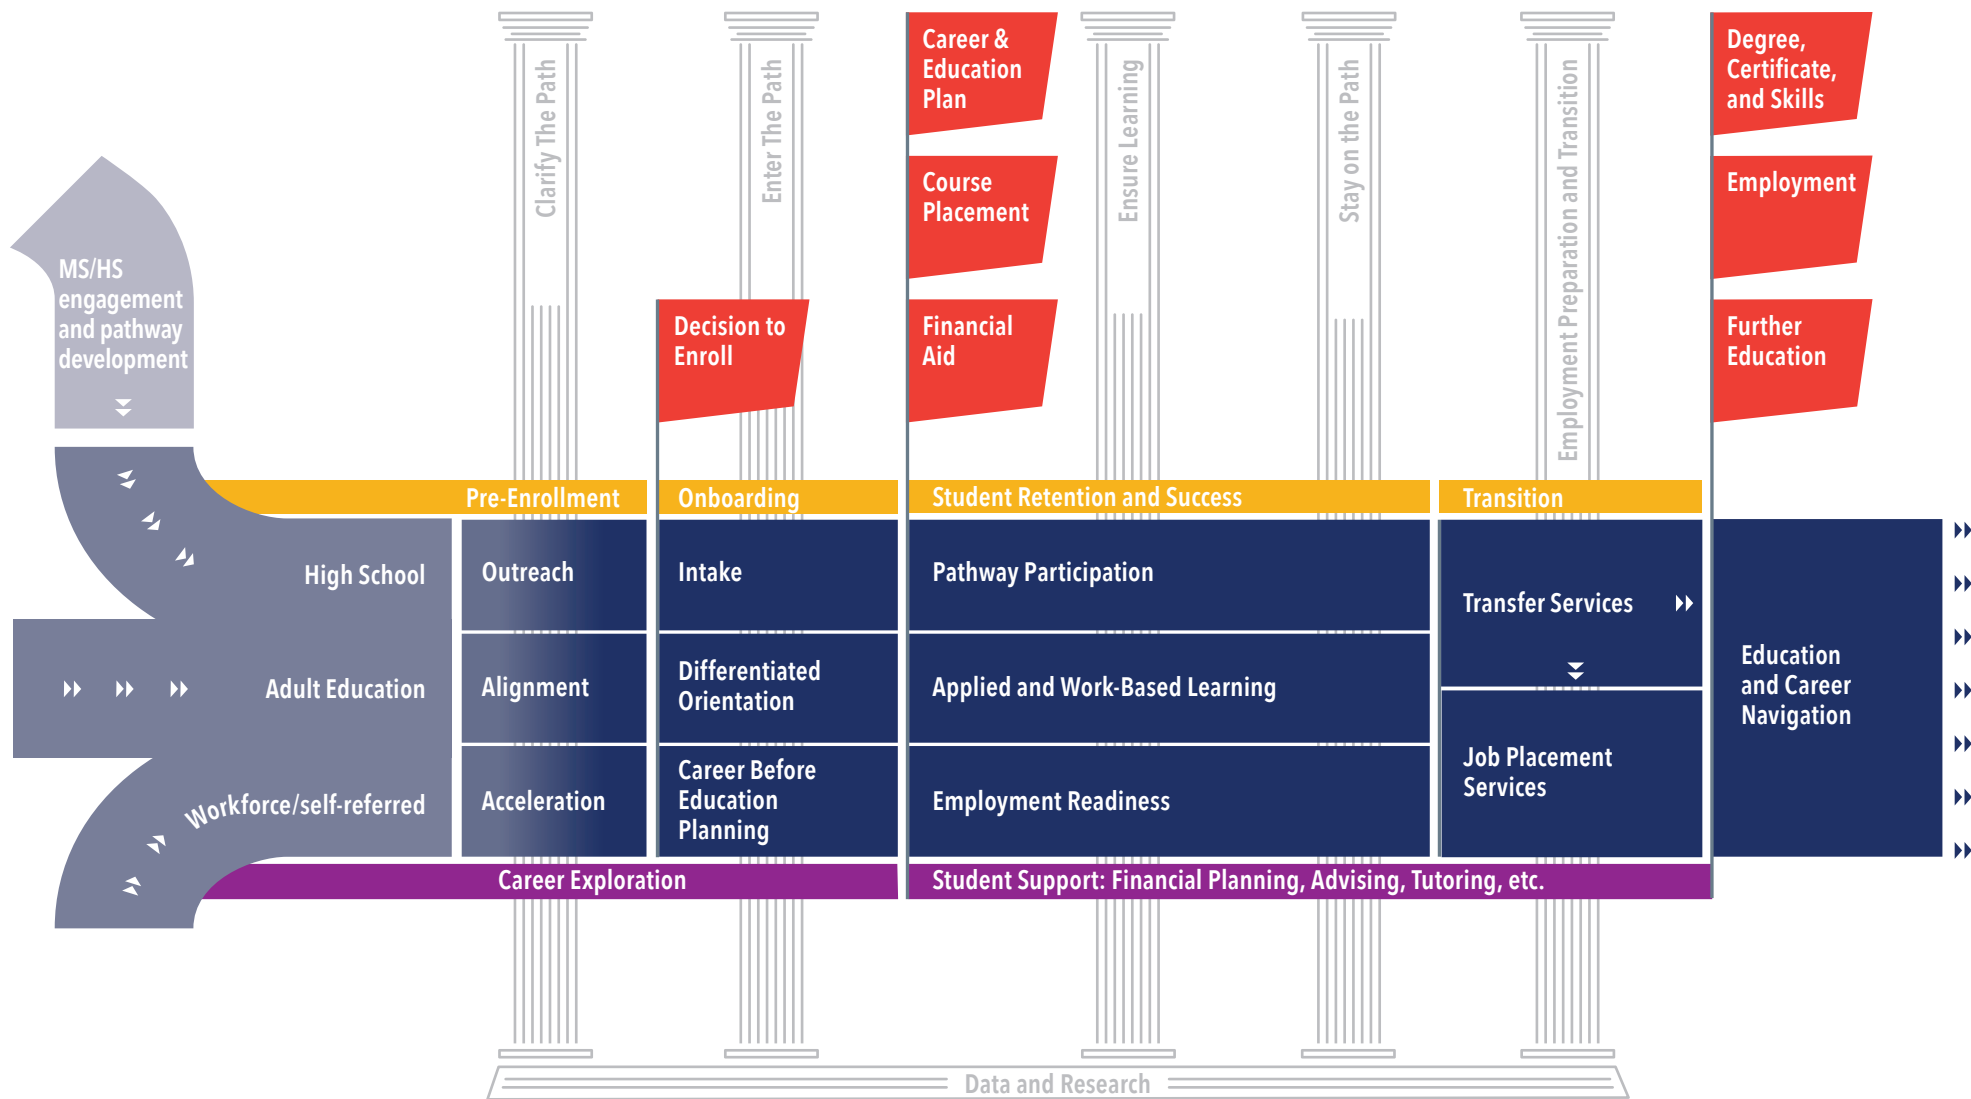 Clarify The Path
Enter The Path
Career &
Education
Plan
Ensure Learning
Stay on the Path
Employment Preparation and Transition
Degree,
Certificate,
and Skills
Course
Placement
Employment
MS/HS
engagement
and pathway
development
Decision to
Enroll
Financial
Aid
Further
Education
Pre-Enrollment
Onboarding
Student Retention and Success
Transition
High School
Outreach
Intake
Pathway Participation
Transfer Services
Adult Education
Alignment
Differentiated
Orientation
Applied and Work-Based Learning
Education
and Career
Navigation
Workforce/self-referred
Acceleration
Career Before
Education
Planning
Employment Readiness
Job Placement
Services
Career Exploration
Student Support: Financial Planning, Advising, Tutoring, etc.
Data and Research